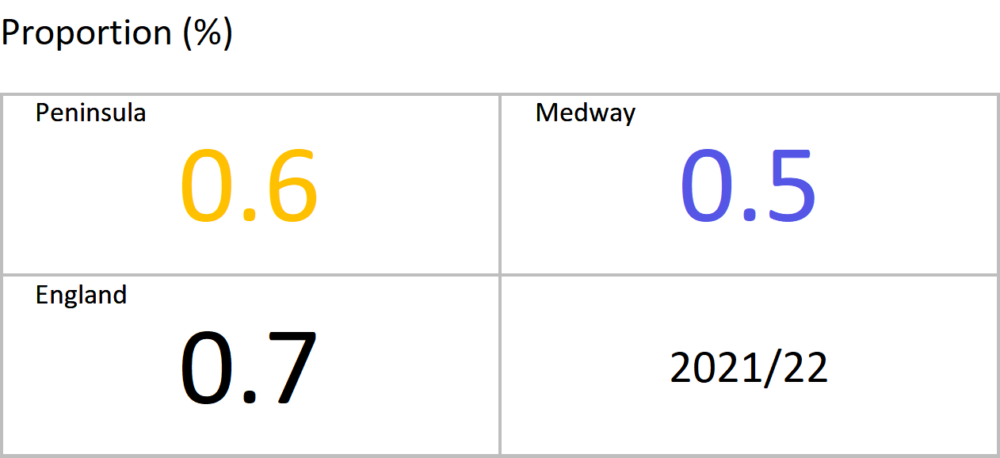 Proportion (%)
Peninsula
0.6
Medway
0.5
England
0.7
2021/22